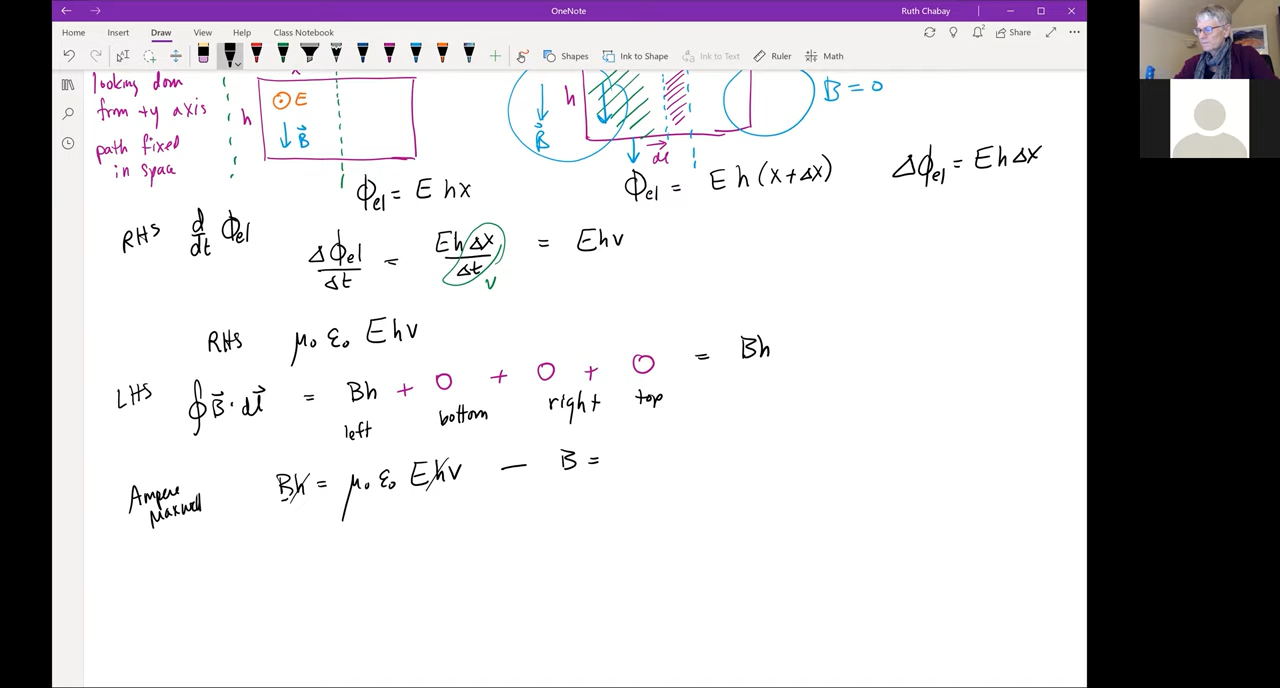 OneNote
Ruth Chabay
Home Insert Draw View Help Class Notebook
Share
Shapes Ink to Shape Ink to Text Ruler Math
looking down
from +y axis
path fixed
in space
h
E
B⃗
h
B⃗
dl
B = 0
Φel = E h x
Φel = E h (x + Δx)
ΔΦel = E h Δx
RHS d/dt Φel
ΔΦel/Δt = E h Δx/Δt = E h v
v
RHS μ₀ ε₀ E h v
LHS ∮ B⃗ · dl⃗ = Bh + 0 + 0 + 0 = Bh
left bottom right top
Ampere
Maxwell
Bh = μ₀ ε₀ E h v — B =